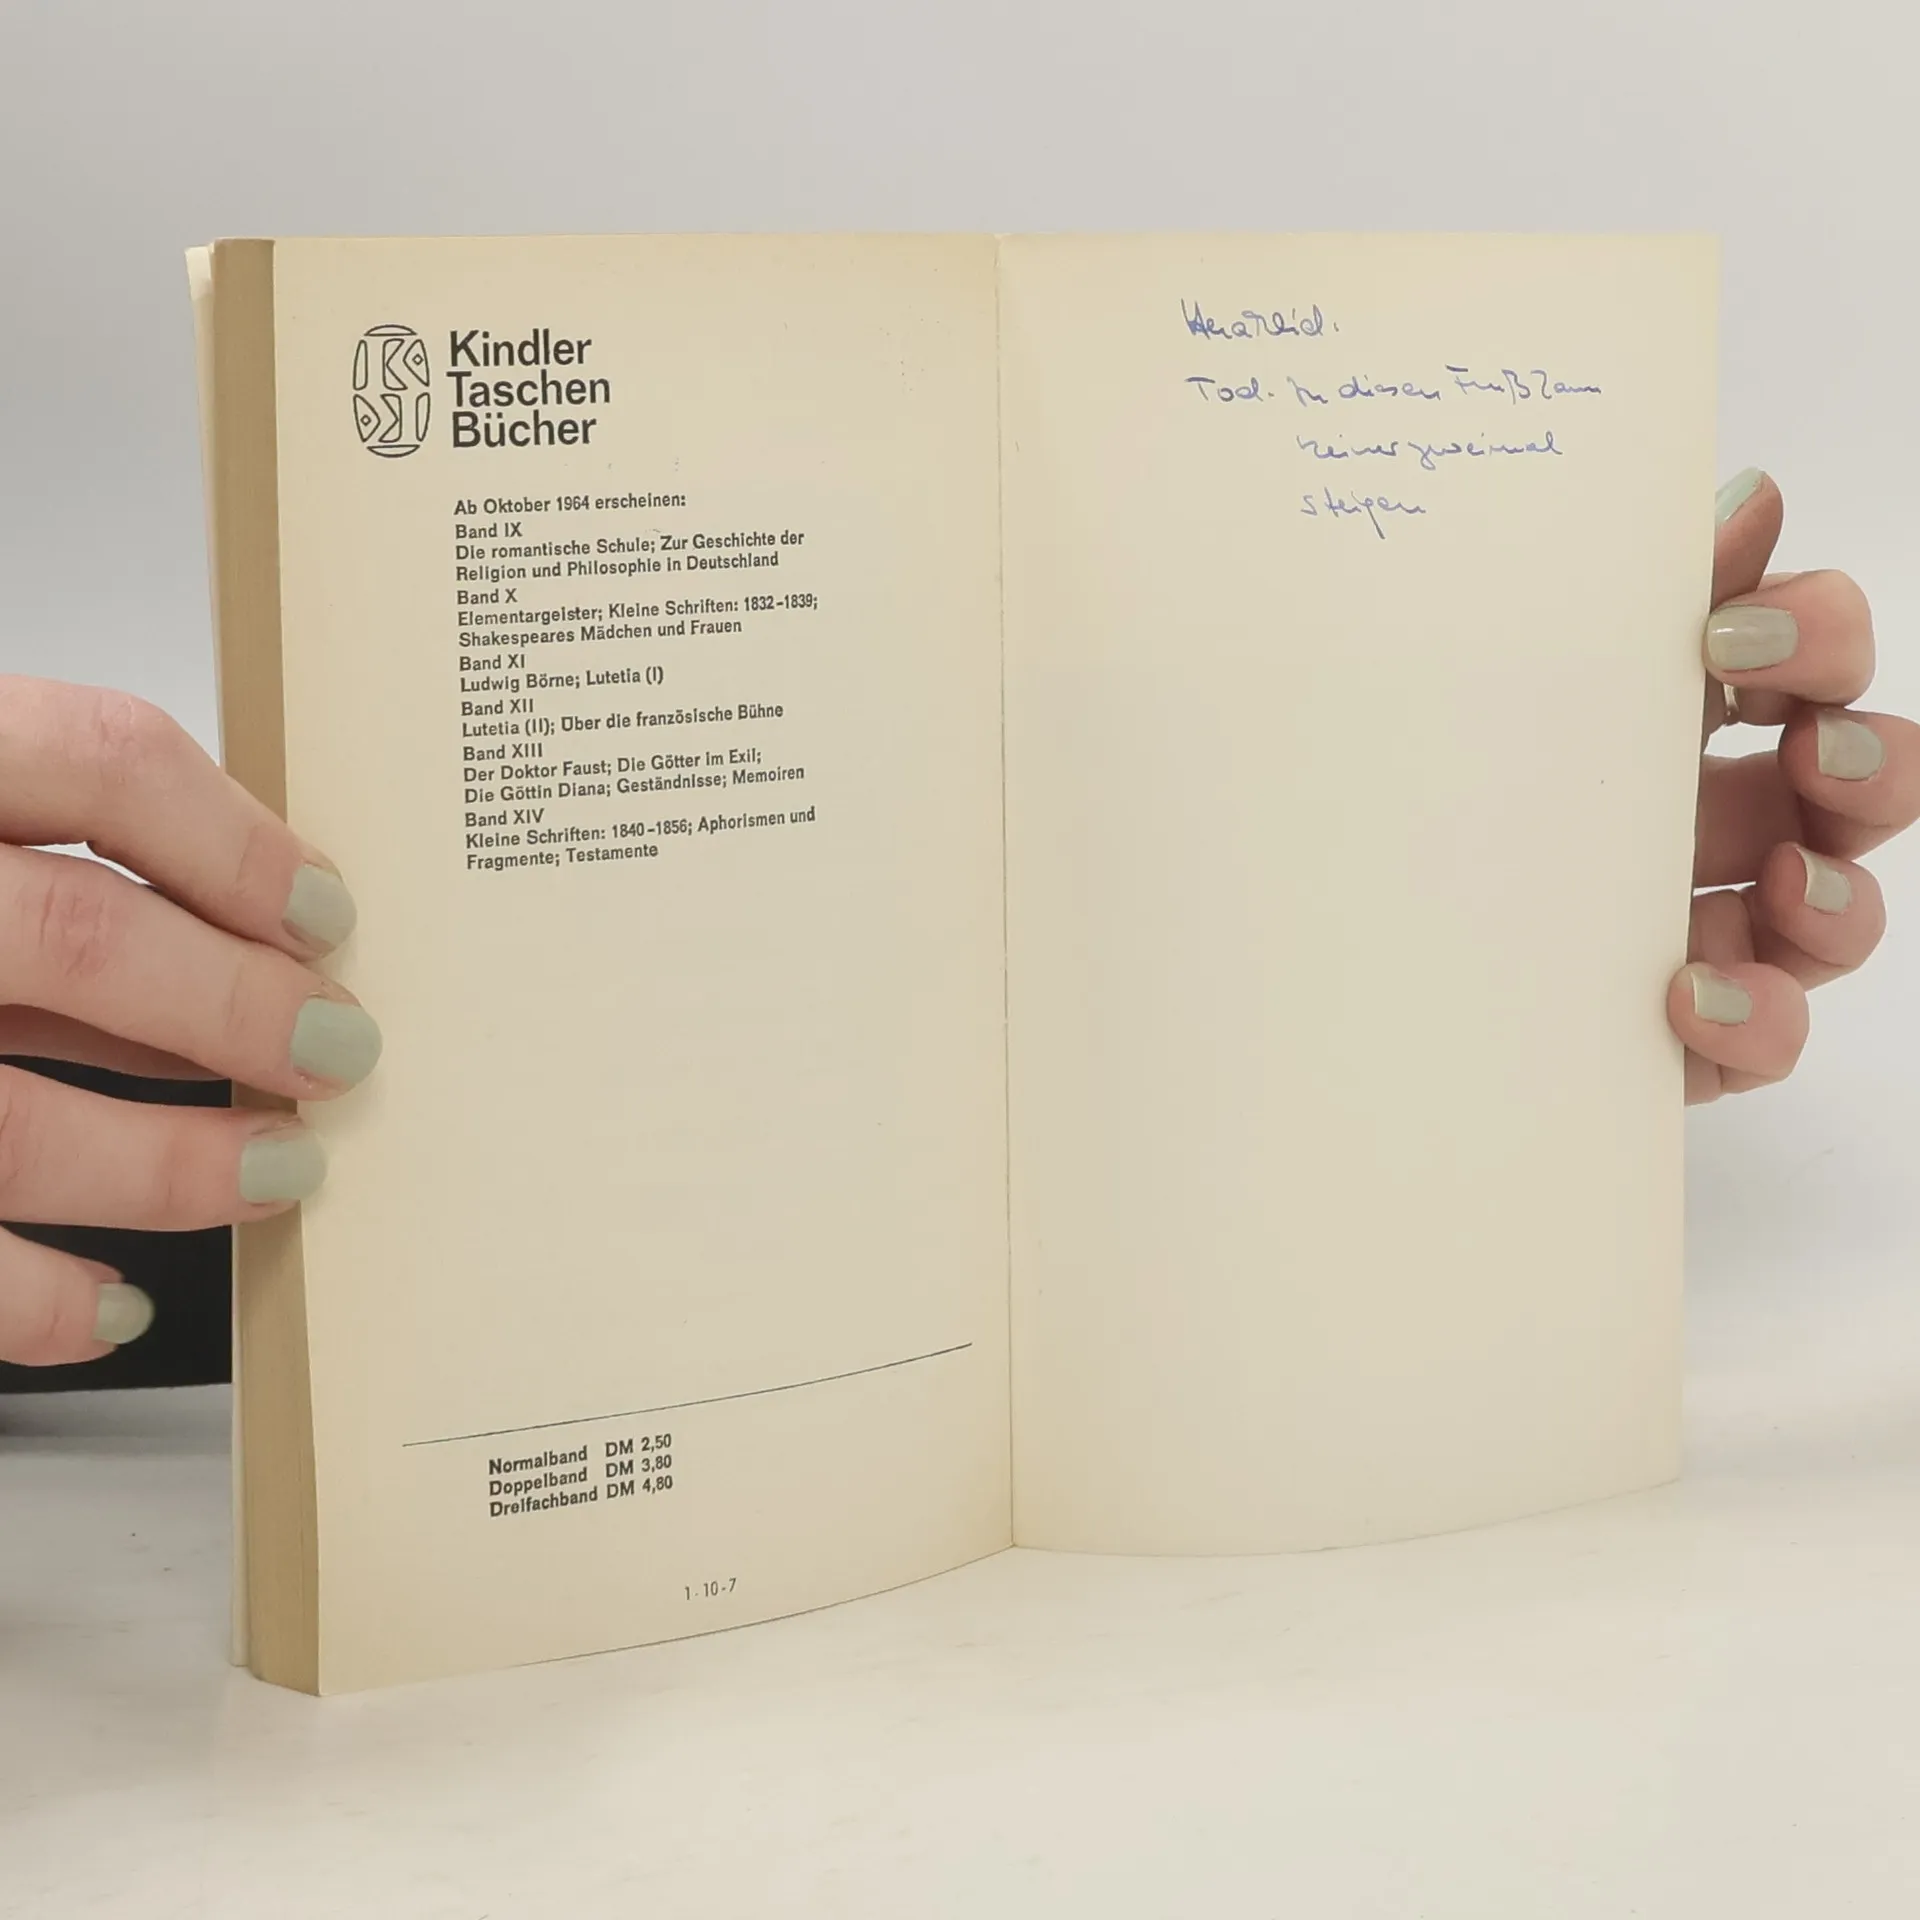 Kindler
Taschen
Bücher
Ab Oktober 1964 erscheinen:
Band IX
Die romantische Schule; Zur Geschichte der
Religion und Philosophie in Deutschland
Band X
Elementargeister; Kleine Schriften: 1832–1839;
Shakespeares Mädchen und Frauen
Band XI
Ludwig Börne; Lutetia (I)
Band XII
Lutetia (II); Über die französische Bühne
Band XIII
Der Doktor Faust; Die Götter im Exil;
Die Göttin Diana; Geständnisse; Memoiren
Band XIV
Kleine Schriften: 1840–1856; Aphorismen und
Fragmente; Testamente
Normalband DM 2,50
Doppelband DM 3,80
Dreifachband DM 4,80
1 - 10 - 7
Tod. In diesen Fluß kann
keiner zweimal
steigen